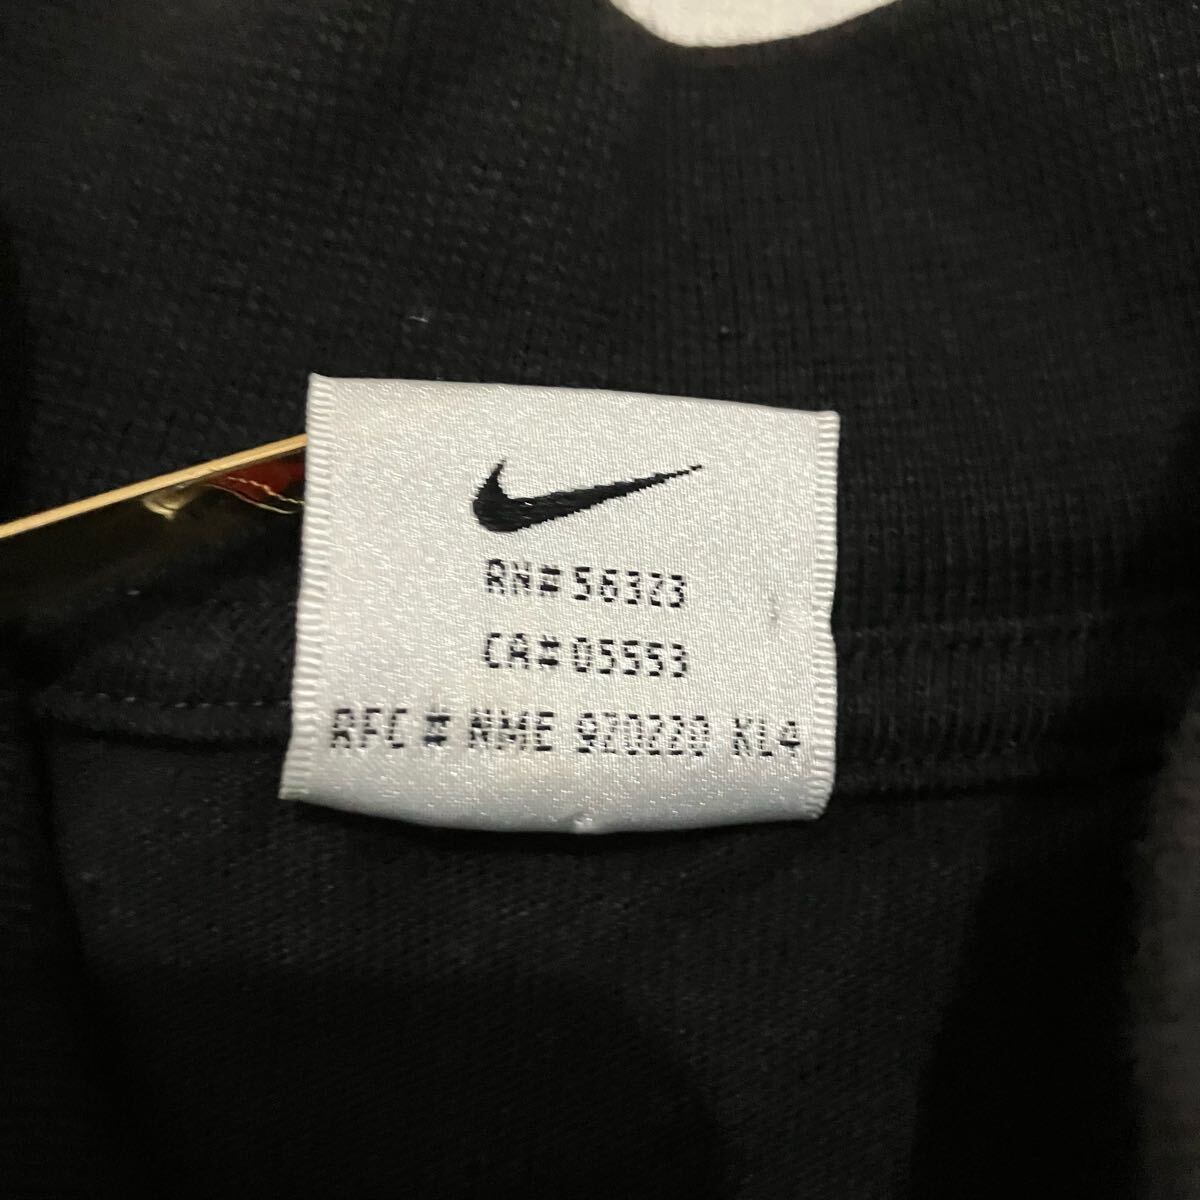 RN# 56323
CA# 05553
RFC # NME 920220 KL4